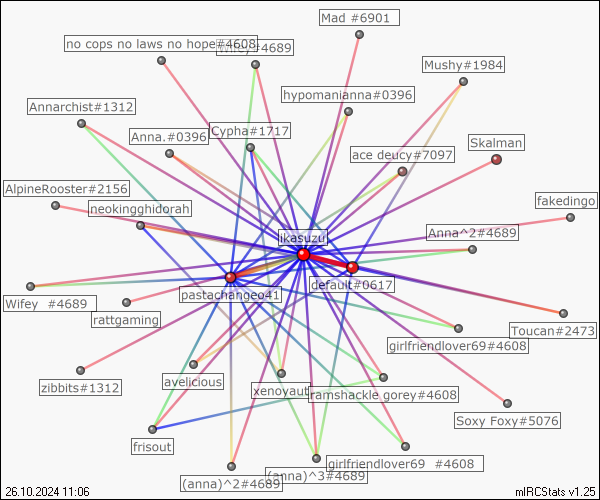 Mad #6901
no cops no laws no hope#4608
#4689
Mushy#1984
hypomanianna#0396
Annarchist#1312
Anna.#0396
Cypha#1717
Skalman
ace deucy#7097
AlpineRooster#2156
neokingghidorah
fakedingo
ikasuzu
Anna^2#4689
default#0617
pastachangeo41
Wifey #4689
rattgaming
Toucan#2473
girlfriendlover69#4608
zibbits#1312
avelicious
xenoyaut
ramshackle gorey#4608
Soxy Foxy#5076
frisout
(anna)^2#4689
(anna)^3#4689
girlfriendlover69 #4608
26.10.2024 11:06
mIRCStats v1.25